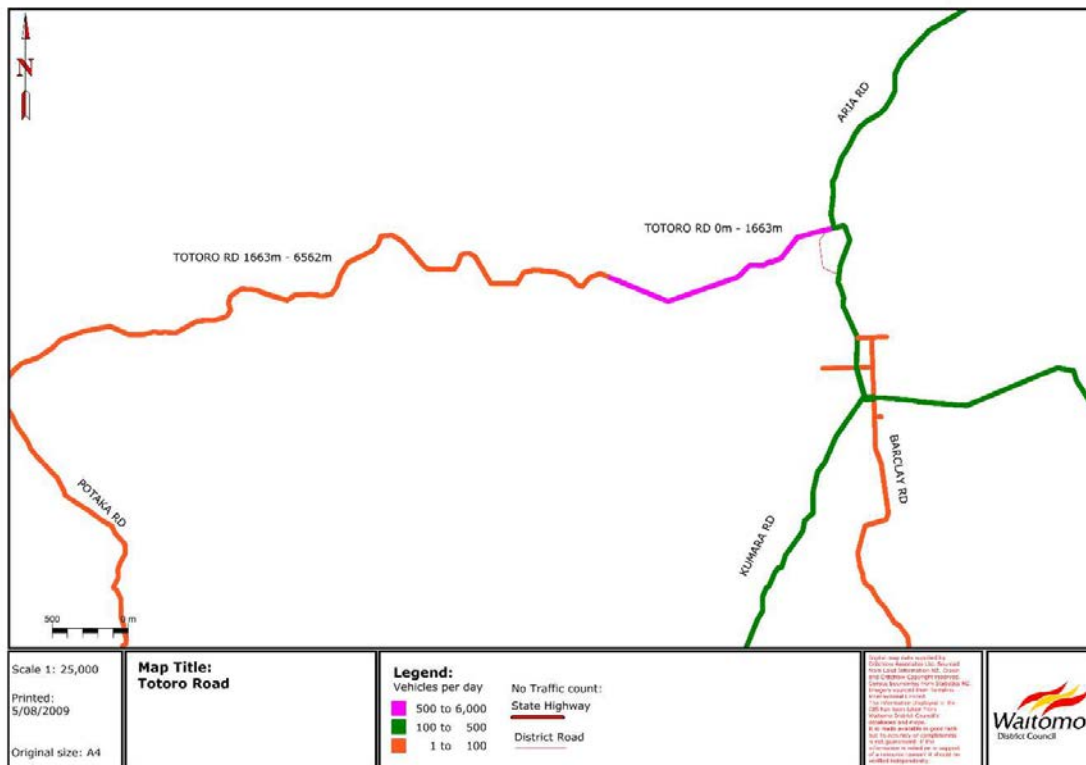 N
ARIA RD
TOTORO RD 0m - 1663m
TOTORO RD 1663m - 6562m
POTAKA RD
BARCLAY RD
KUMARA RD
500 0 m
Scale 1: 25,000
Printed:
5/08/2009
Original size: A4
Map Title:
Totoro Road
Legend:
Vehicles per day
500 to 6,000
100 to 500
1 to 100
No Traffic count:
State Highway
District Road
Waitomo
District Council